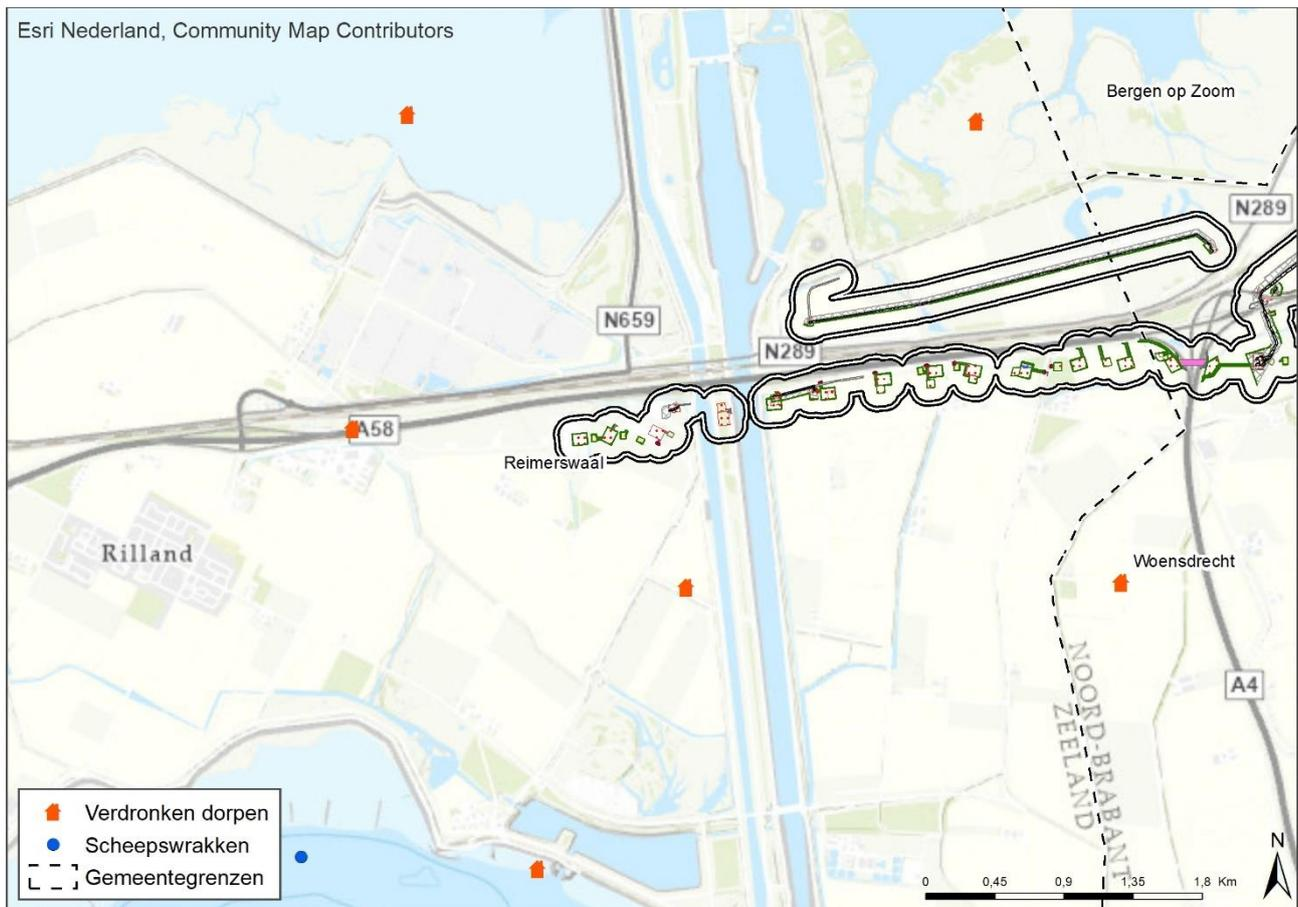 Esri Nederland, Community Map Contributors
Bergen op Zoom
N289
N659
N289
A58
Reimerswaal
Rilland
Woensdrecht
A4
NOORD-BRABANT
ZEELAND
Verdronken dorpen
Scheepswrakken
Gemeentegrenzen
N
0 0,45 0,9 1,35 1,8 Km